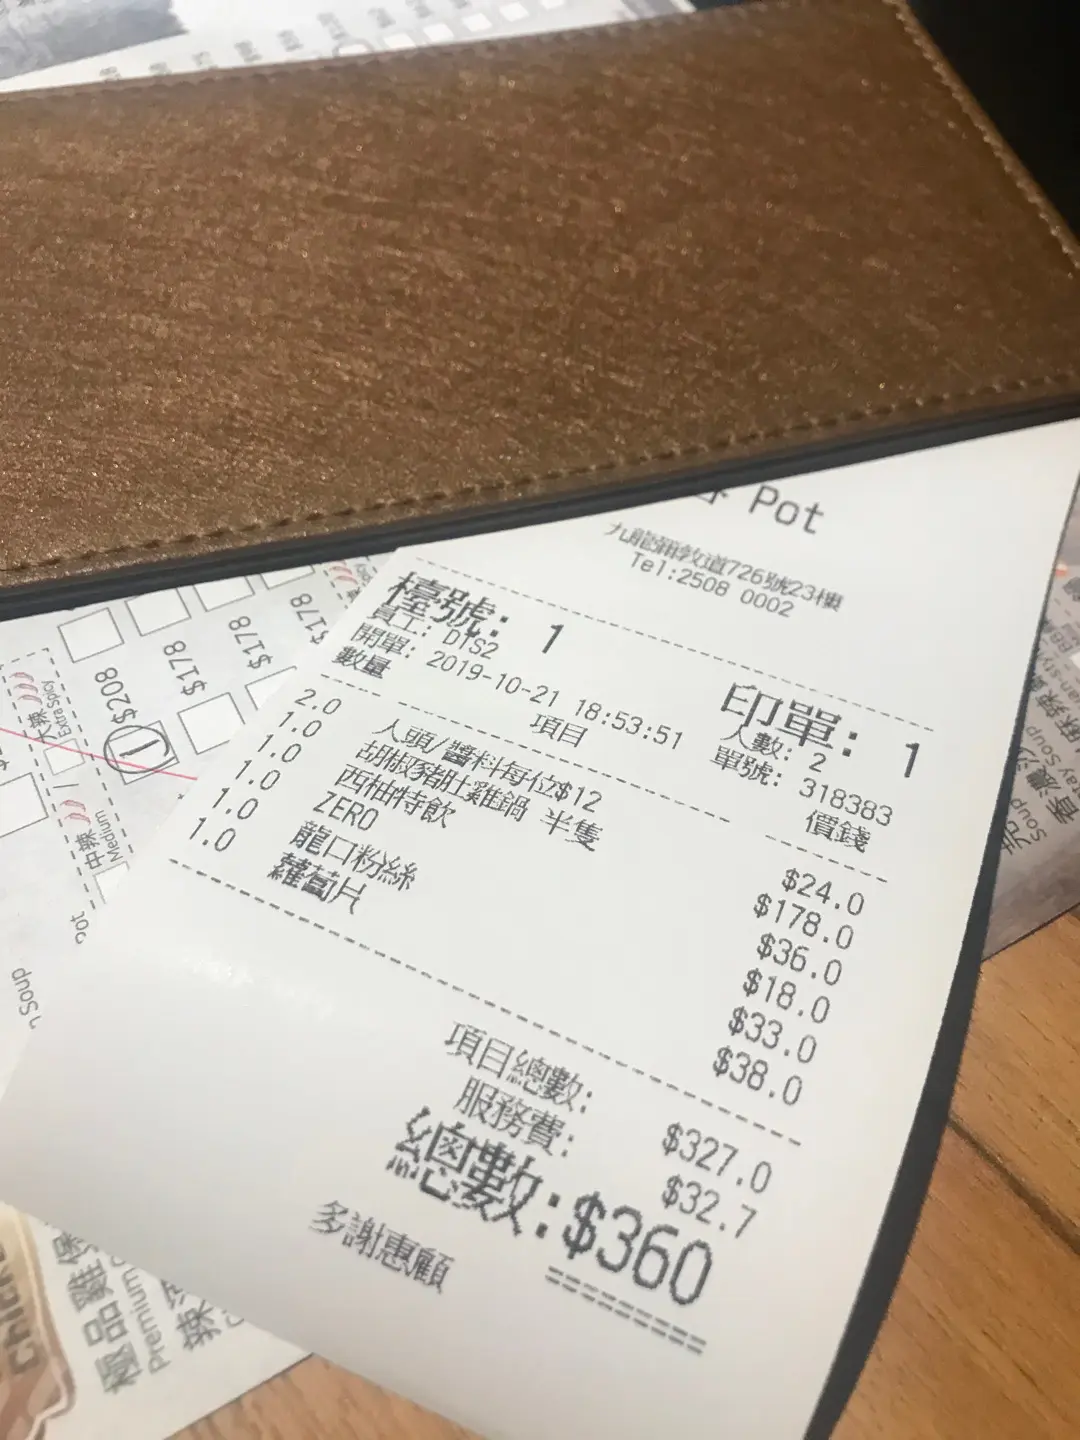 Pot
九龍彌敦道726號23樓
Tel:2508 0002
檯號: 1
印單: 1
員工: DTS2
人數: 2
開單: 2019-10-21 18:53:51
單號: 318383
數量 項目 價錢
2.0 人頭/醬料每位$12 $24.0
1.0 胡椒豬肚雞鍋 半隻 $178.0
1.0 西柚特飲 $36.0
1.0 ZERO $18.0
1.0 龍口粉絲 $33.0
1.0 蘿蔔片 $38.0
項目總數: $327.0
服務費: $32.7
總數:$360
多謝惠顧
大辣
Extra Spicy
中辣
Medium
$208
$178
$178
$178
Soup
極品雞
Premium
辣
Soup